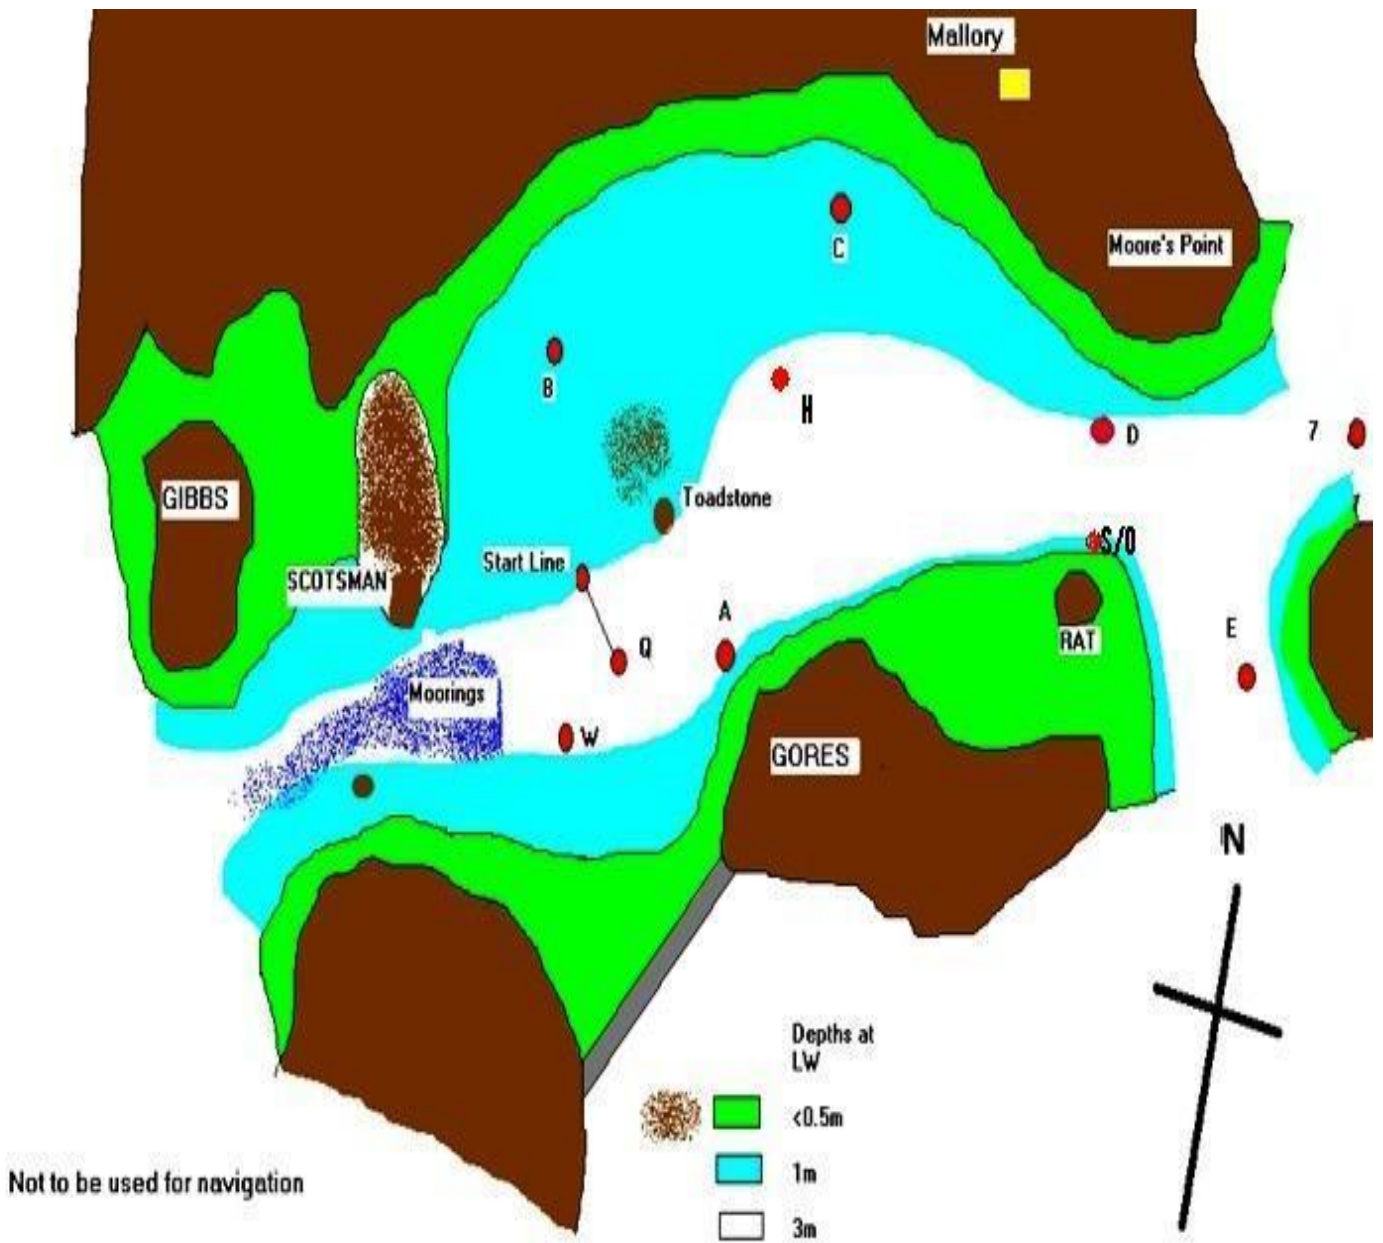 Mallory
C
Moore's Point
B
H
D
7
GIBBS
Toadstone
Start Line
S/O
SCOTSMAN
A
Q
RAT
E
Moorings
W
GORES
N
Depths at
LW
<0.5m
1m
Not to be used for navigation
3m